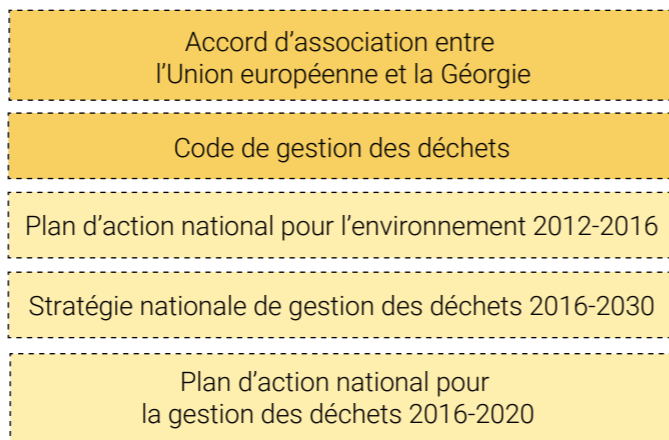 Accord d’association entre
l’Union européenne et la Géorgie
Code de gestion des déchets
Plan d’action national pour l’environnement 2012-2016
Stratégie nationale de gestion des déchets 2016-2030
Plan d’action national pour
la gestion des déchets 2016-2020